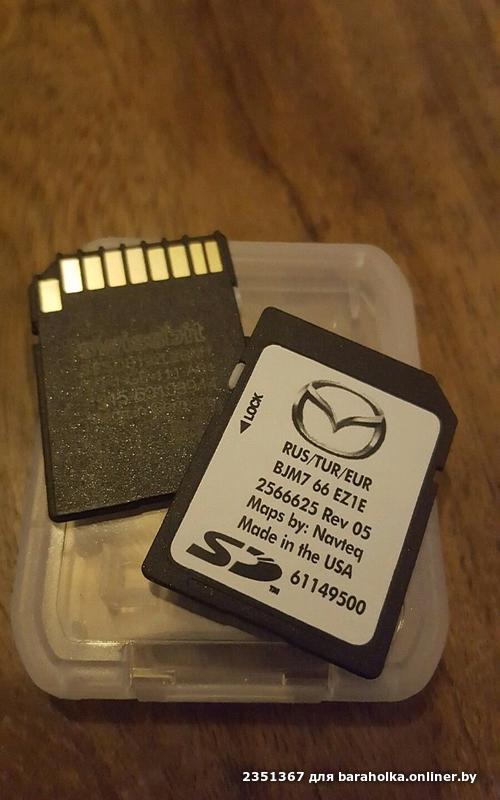 LOCK
RUS/TUR/EUR
BJM7 66 EZ1E
2566625 Rev 05
Maps by: Navteq
Made in the USA
SD™ 61149500
2351367 для baraholka.onliner.by